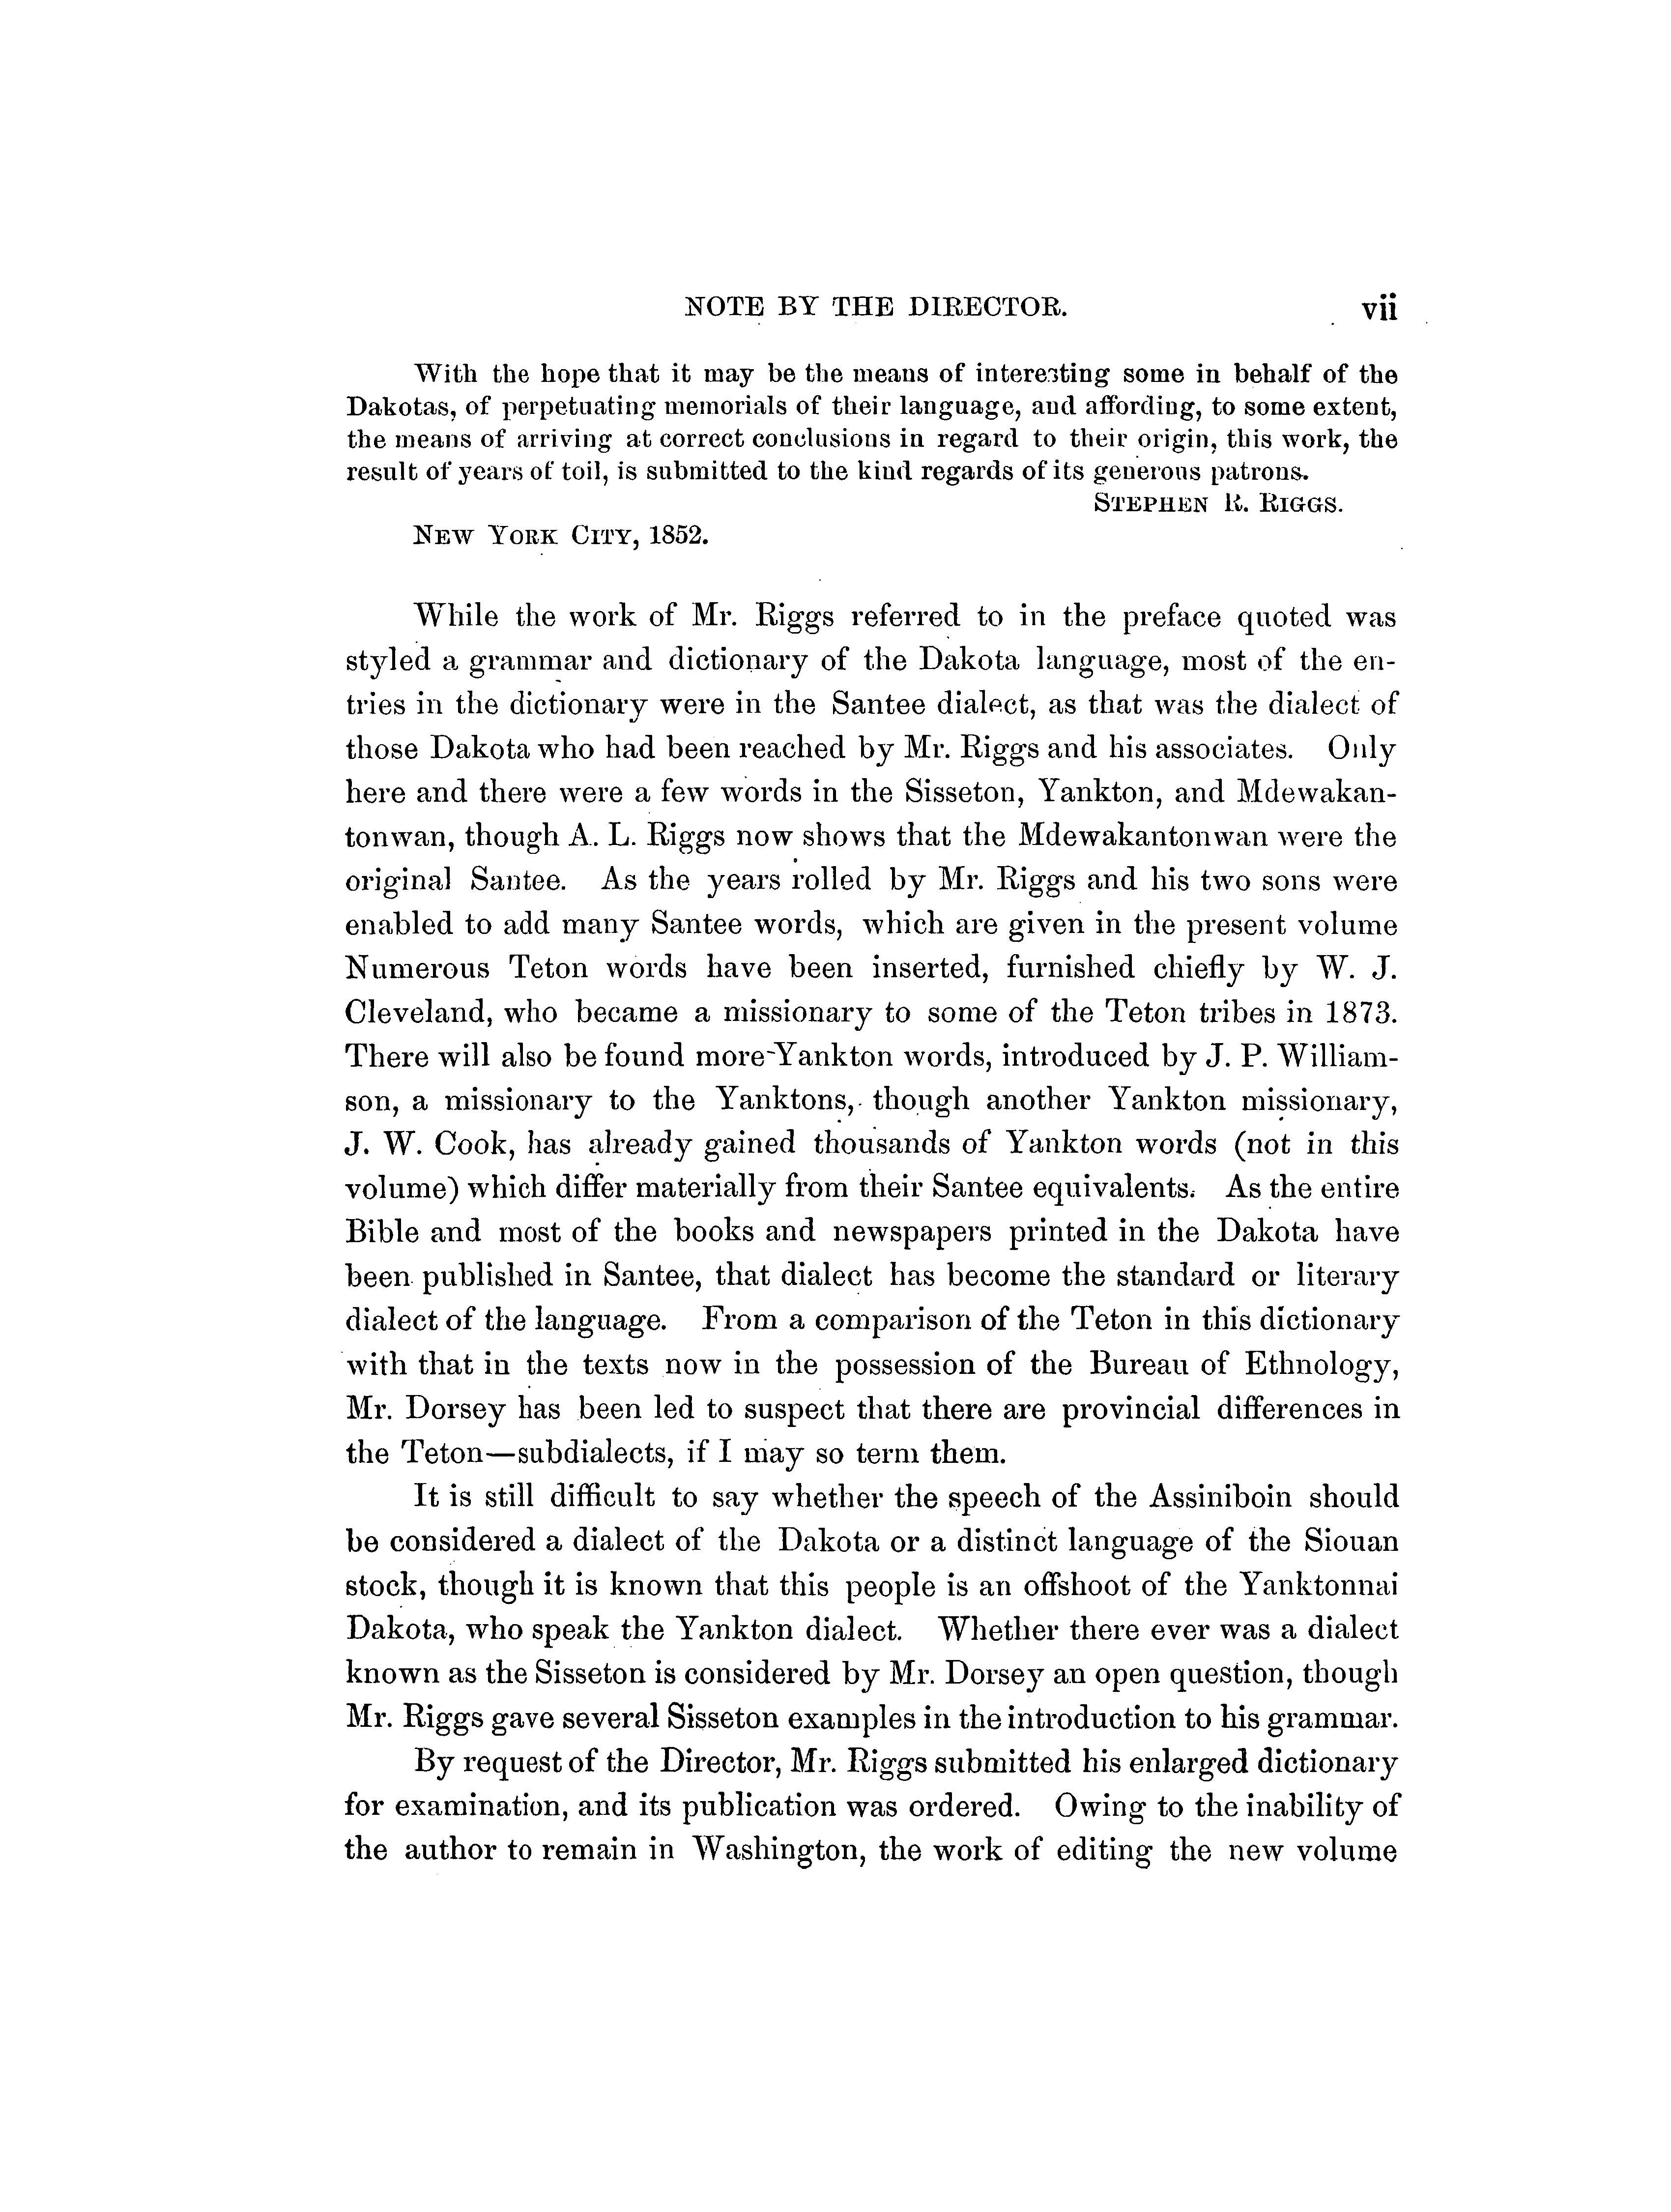 NOTE BY THE DIRECTOR. vii
With the hope that it may be the means of interesting some in behalf of the
Dakotas, of perpetuating memorials of their language, and affording, to some extent,
the means of arriving at correct conclusions in regard to their origin, this work, the
result of years of toil, is submitted to the kind regards of its generous patrons.
STEPHEN R. RIGGS.
NEW YORK CITY, 1852.
While the work of Mr. Riggs referred to in the preface quoted was
styled a grammar and dictionary of the Dakota language, most of the en-
tries in the dictionary were in the Santee dialect, as that was the dialect of
those Dakota who had been reached by Mr. Riggs and his associates. Only
here and there were a few words in the Sisseton, Yankton, and Mdewakan-
tonwan, though A. L. Riggs now shows that the Mdewakantonwan were the
original Santee. As the years rolled by Mr. Riggs and his two sons were
enabled to add many Santee words, which are given in the present volume
Numerous Teton words have been inserted, furnished chiefly by W. J.
Cleveland, who became a missionary to some of the Teton tribes in 1873.
There will also be found more Yankton words, introduced by J. P. William-
son, a missionary to the Yanktons, though another Yankton missionary,
J. W. Cook, has already gained thousands of Yankton words (not in this
volume) which differ materially from their Santee equivalents. As the entire
Bible and most of the books and newspapers printed in the Dakota have
been published in Santee, that dialect has become the standard or literary
dialect of the language. From a comparison of the Teton in this dictionary
with that in the texts now in the possession of the Bureau of Ethnology,
Mr. Dorsey has been led to suspect that there are provincial differences in
the Teton—subdialects, if I may so term them.
It is still difficult to say whether the speech of the Assiniboin should
be considered a dialect of the Dakota or a distinct language of the Siouan
stock, though it is known that this people is an offshoot of the Yanktonnai
Dakota, who speak the Yankton dialect. Whether there ever was a dialect
known as the Sisseton is considered by Mr. Dorsey an open question, though
Mr. Riggs gave several Sisseton examples in the introduction to his grammar.
By request of the Director, Mr. Riggs submitted his enlarged dictionary
for examination, and its publication was ordered. Owing to the inability of
the author to remain in Washington, the work of editing the new volume